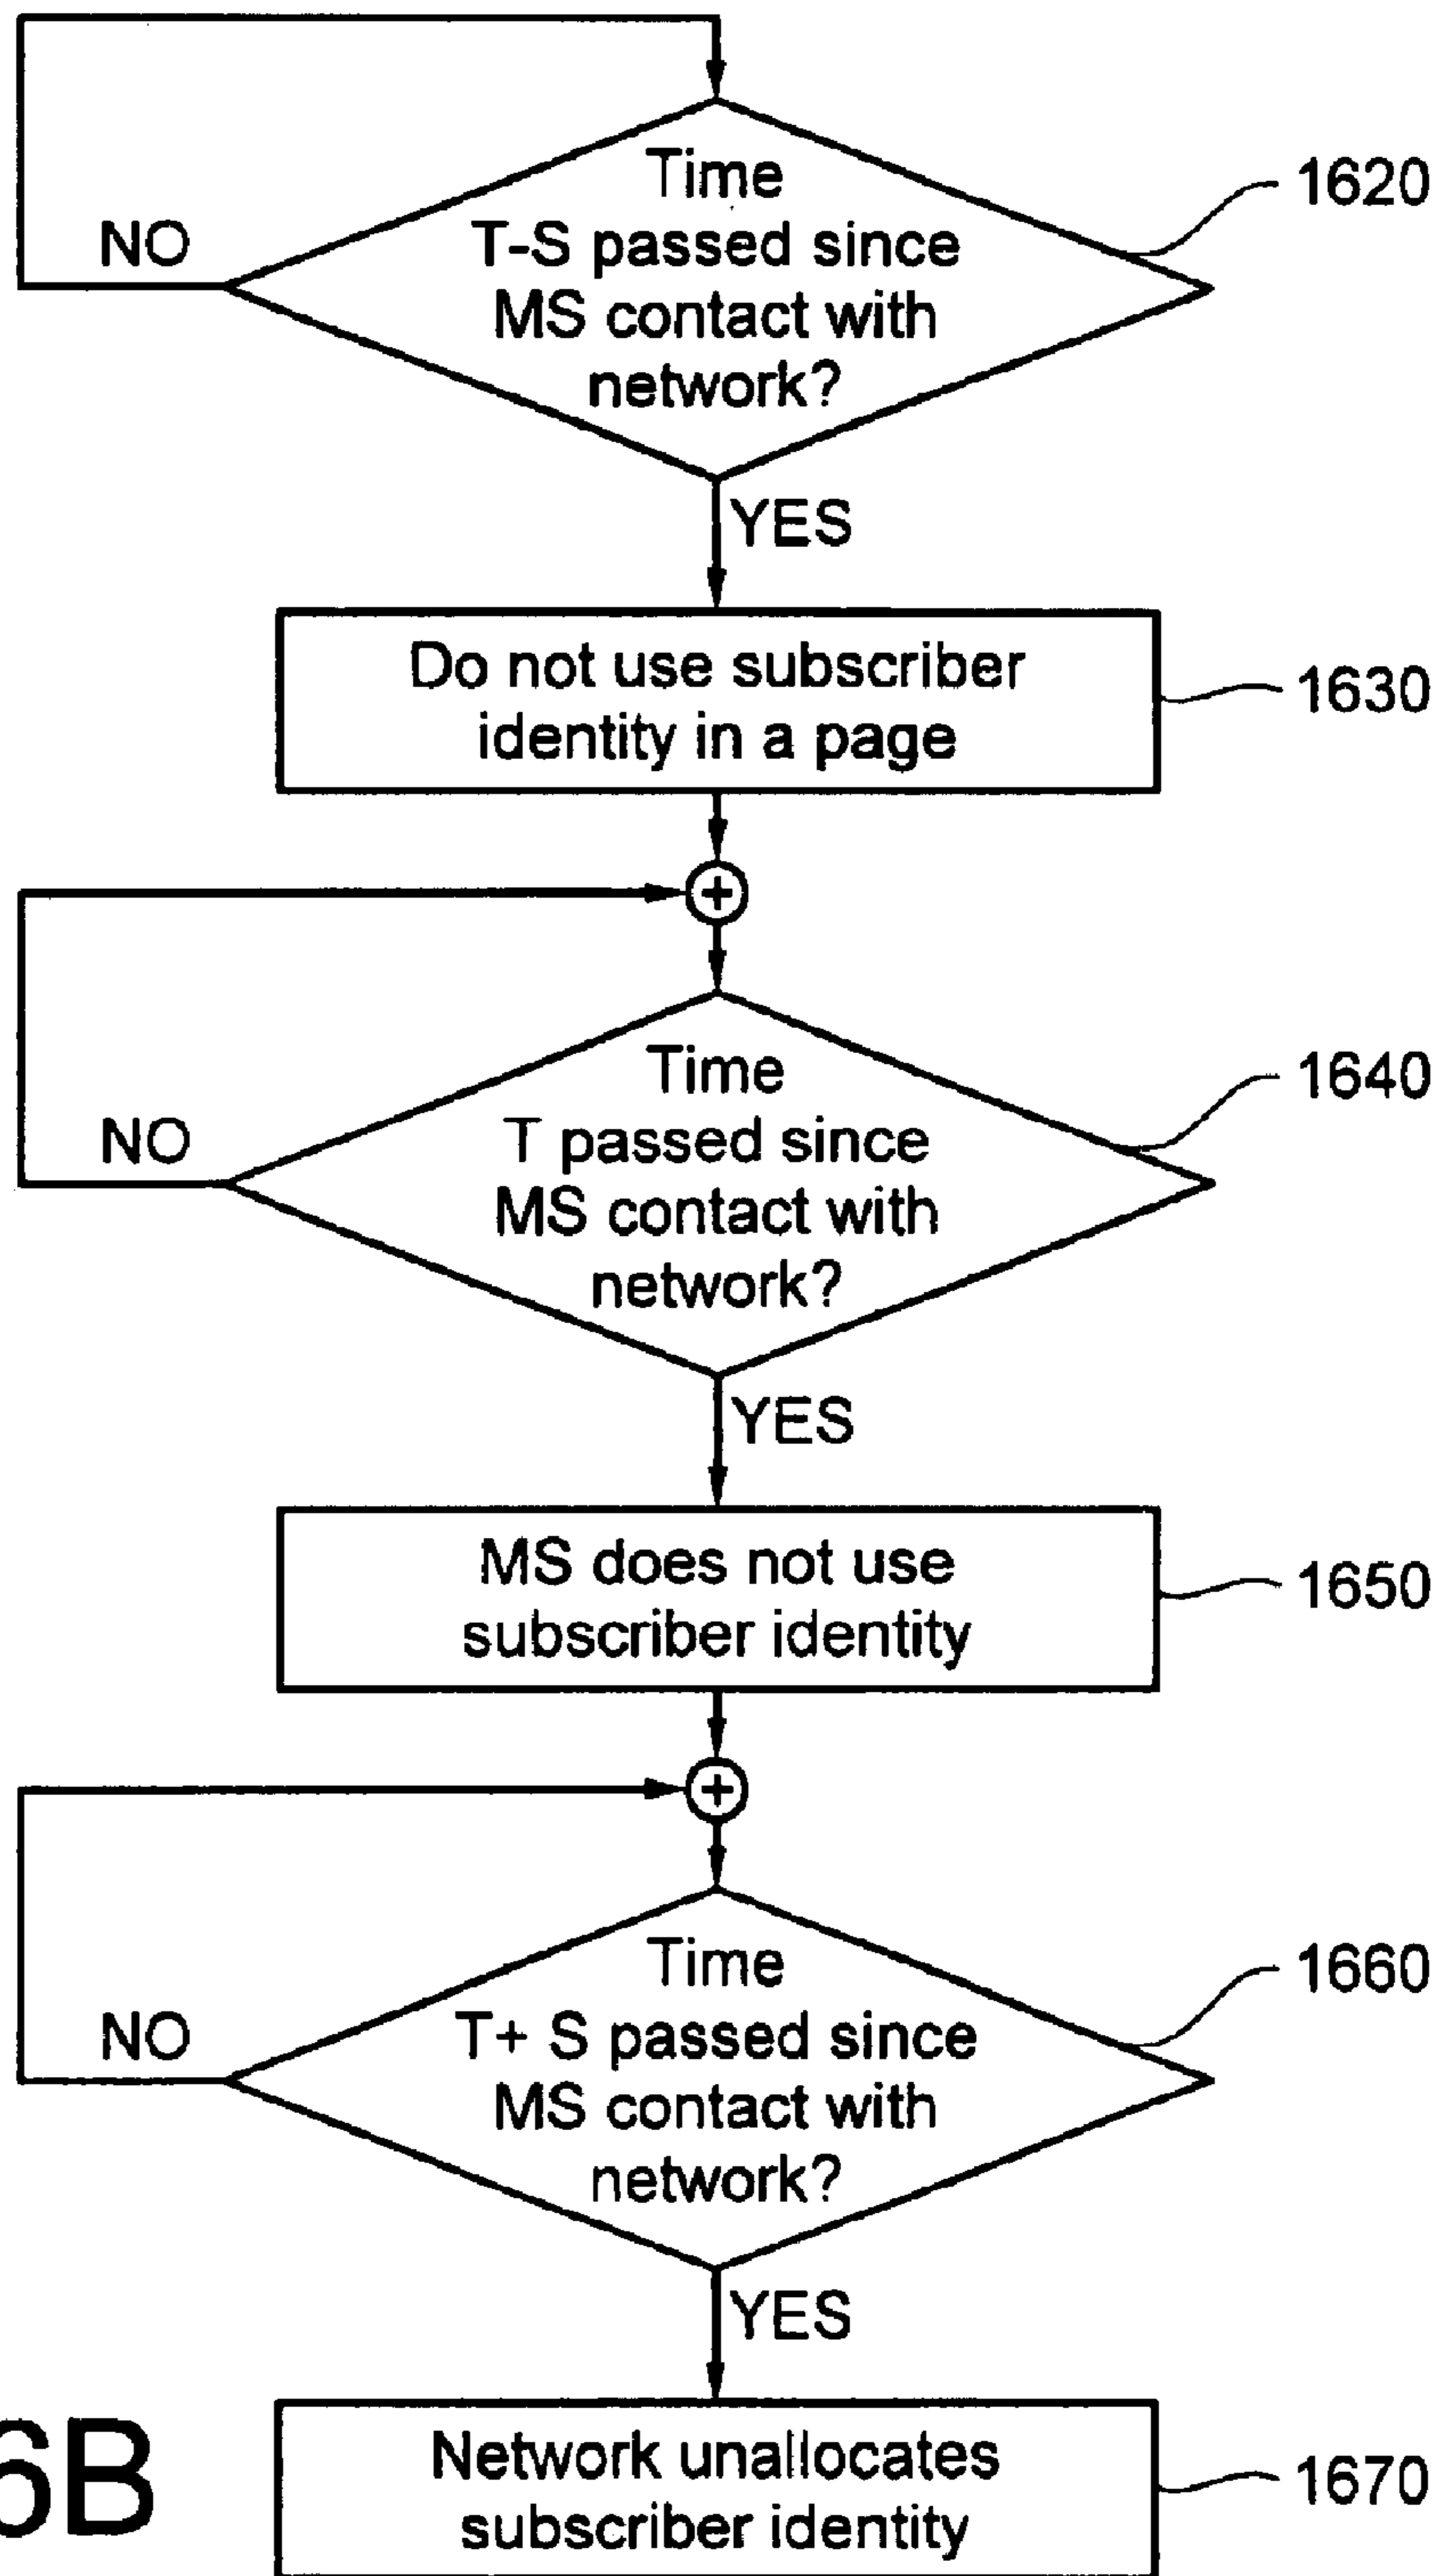 Time
T-S passed since
MS contact with
network?
1620
NO
YES
Do not use subscriber
identity in a page
1630
+
Time
T passed since
MS contact with
network?
1640
NO
YES
MS does not use
subscriber identity
1650
+
Time
T+ S passed since
MS contact with
network?
1660
NO
YES
Network unallocates
subscriber identity
1670
6B